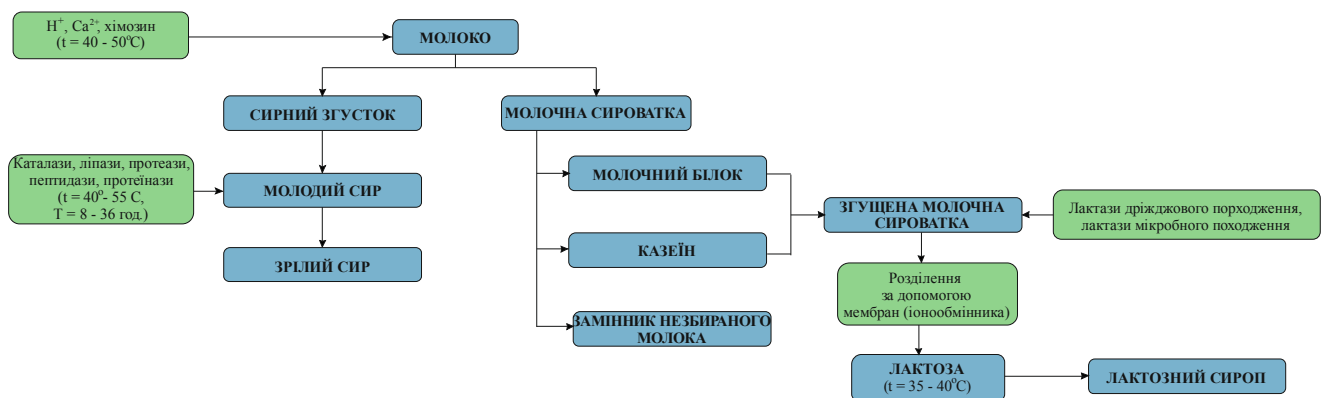 H⁺, Ca²⁺, хімозин
(t = 40 - 50°C)
МОЛОКО
СИРНИЙ ЗГУСТОК
МОЛОЧНА СИРОВАТКА
Каталази, ліпази, протеази,
пептидази, протеїнази
(t = 40°- 55 C,
T = 8 - 36 год.)
МОЛОДИЙ СИР
ЗРІЛИЙ СИР
МОЛОЧНИЙ БІЛОК
КАЗЕЇН
ЗАМІННИК НЕЗБИРАНОГО
МОЛОКА
ЗГУЩЕНА МОЛОЧНА
СИРОВАТКА
Лактази дріжджового порходження,
лактази мікробного походження
Розділення
за допомогою
мембран (іонообмінника)
ЛАКТОЗА
(t = 35 - 40°C)
ЛАКТОЗНИЙ СИРОП